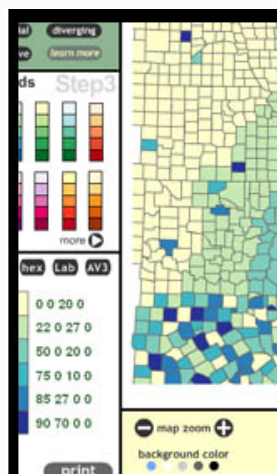 diverging
learn more
Step3
more
hex Lab AV3
0 0 20 0
22 0 27 0
50 0 20 0
75 0 10 0
85 27 0 0
90 70 0 0
print
map zoom
background color